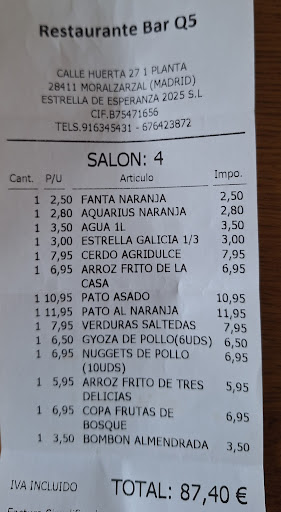 Restaurante Bar Q5
CALLE HUERTA 27 1 PLANTA
28411 MORALZARZAL (MADRID)
ESTRELLA DE ESPERANZA 2025 S.L
CIF.B75471656
TELS.916345431 - 676423872
SALON: 4
Cant. P/U Articulo Impo.
1 2,50 FANTA NARANJA 2,50
1 2,80 AQUARIUS NARANJA 2,80
1 3,50 AGUA 1L 3,50
1 3,00 ESTRELLA GALICIA 1/3 3,00
1 7,95 CERDO AGRIDULCE 7,95
1 6,95 ARROZ FRITO DE LA 6,95
CASA
1 10,95 PATO ASADO 10,95
1 11,95 PATO AL NARANJA 11,95
1 7,95 VERDURAS SALTEDAS 7,95
1 6,50 GYOZA DE POLLO(6UDS) 6,50
1 6,95 NUGGETS DE POLLO 6,95
(10UDS)
1 5,95 ARROZ FRITO DE TRES 5,95
DELICIAS
1 6,95 COPA FRUTAS DE 6,95
BOSQUE
1 3,50 BOMBON ALMENDRADA 3,50
IVA INCLUIDO TOTAL: 87,40 €